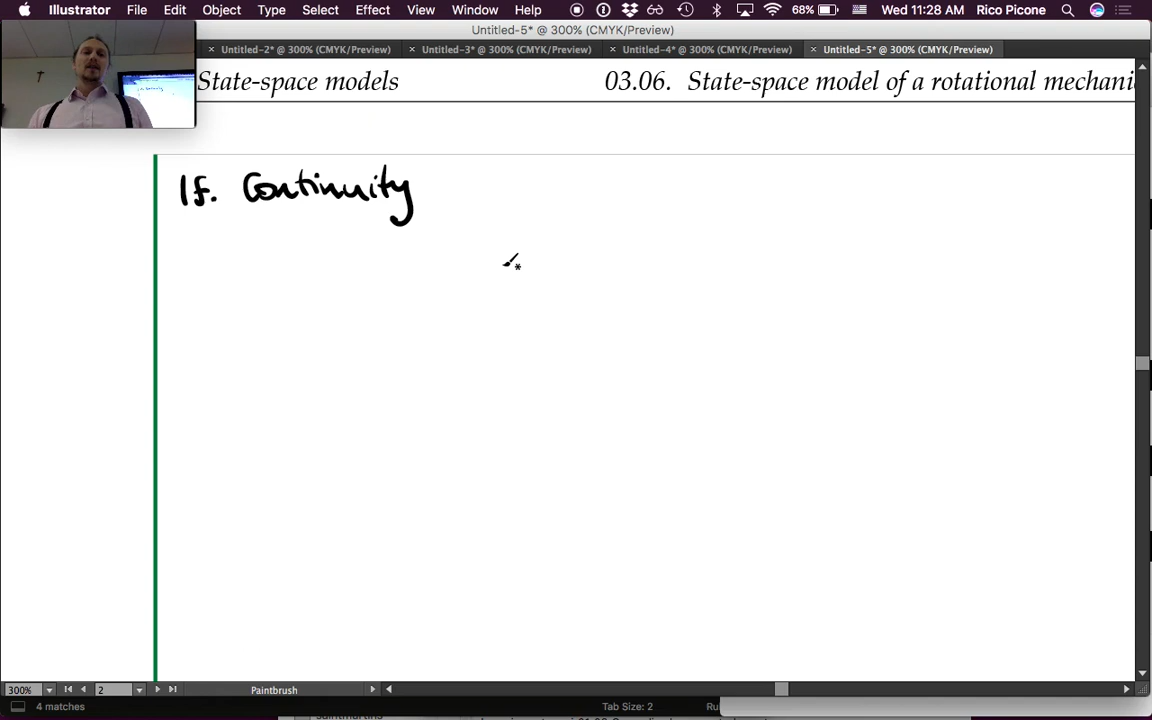 Illustrator File Edit Object Type Select Effect View Window Help 68% Wed 11:28 AM Rico Picone
Untitled-5* @ 300% (CMYK/Preview)
× Untitled-2* @ 300% (CMYK/Preview) × Untitled-3* @ 300% (CMYK/Preview) × Untitled-4* @ 300% (CMYK/Preview) × Untitled-5* @ 300% (CMYK/Preview)
State-space models 03.06. State-space model of a rotational mechani
1f. Continuity
300% 2 Paintbrush
4 matches Tab Size: 2 Ru